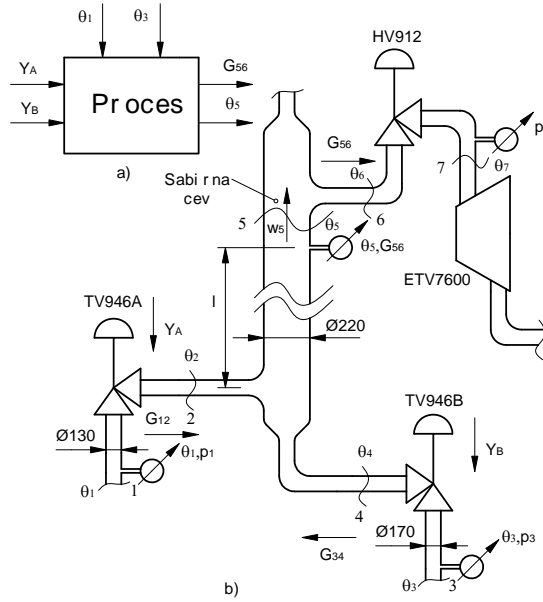 θ1
θ3
YA
G56
Proces
YB
θ5
a)
HV912
G56
p
θ6
7
θ7
Sabirna
cev
5
w5
θ5
6
θ5,G56
ETV7600
l
TV946A
YA
Ø220
θ2
TV946B
2
G12
Ø130
θ1,p1
θ4
YB
θ1
1
4
Ø170
θ3,p3
G34
θ3
3
b)